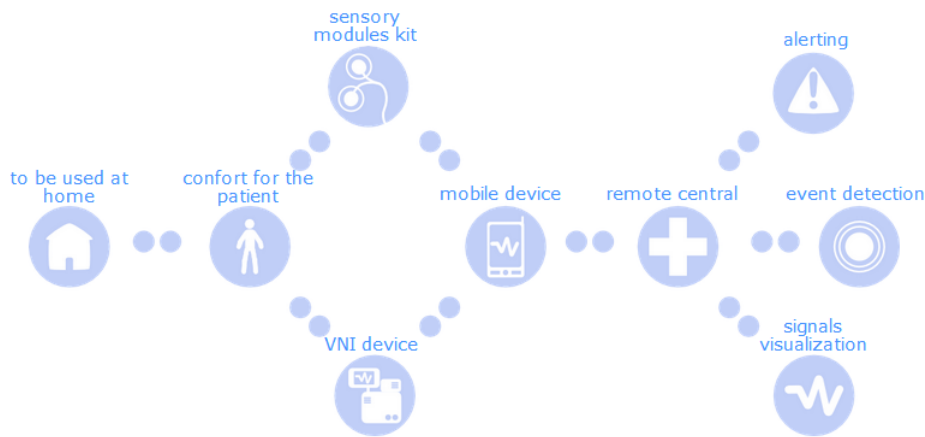 sensory
modules kit
alerting
to be used at
home
confort for the
patient
mobile device
remote central
event detection
VNI device
signals
visualization